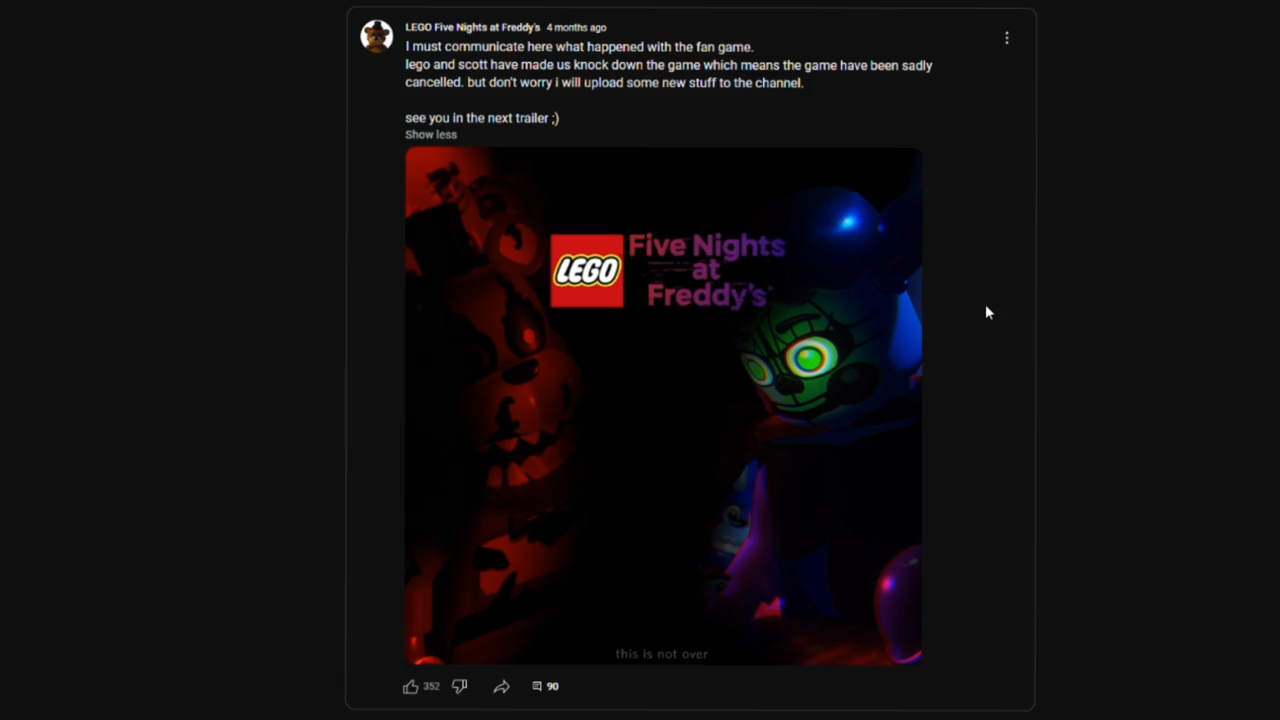 LEGO Five Nights at Freddy's 4 months ago
I must communicate here what happened with the fan game.
lego and scott have made us knock down the game which means the game have been sadly
cancelled. but don't worry i will upload some new stuff to the channel.
see you in the next trailer ;)
Show less
LEGO
Five Nights
at
Freddy's
this is not over
352
90